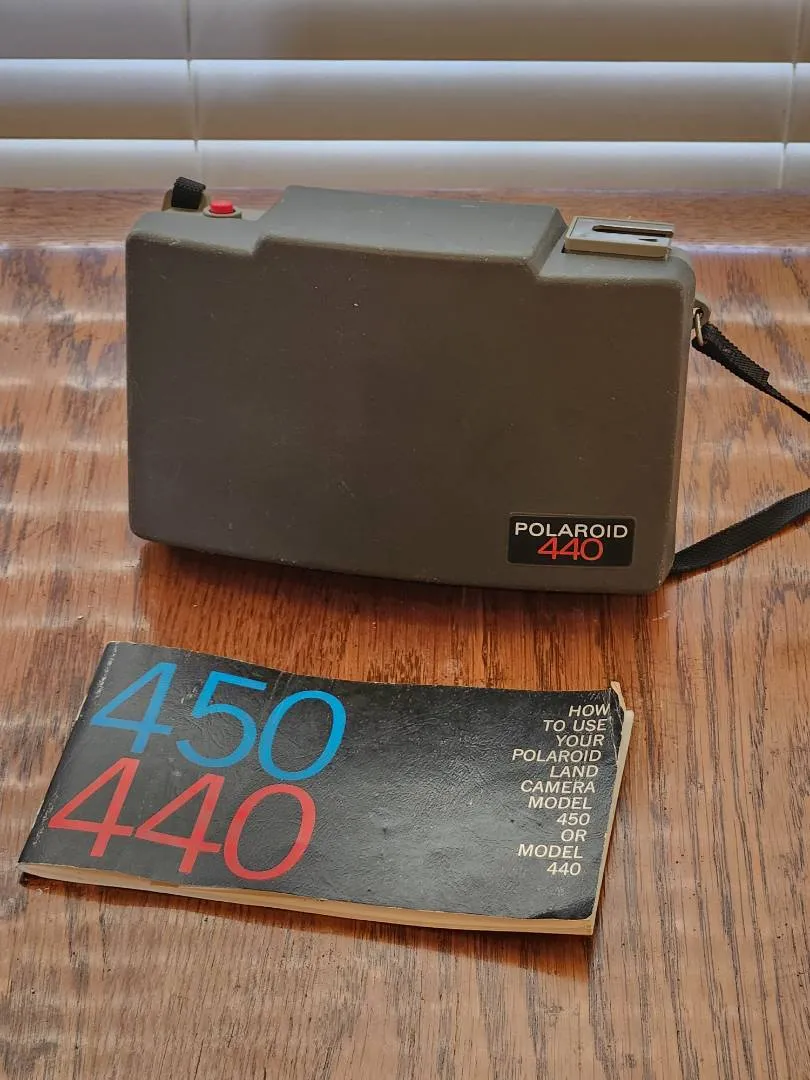 POLAROID
440
450
440
HOW
TO USE
YOUR
POLAROID
LAND
CAMERA
MODEL
450
OR
MODEL
440